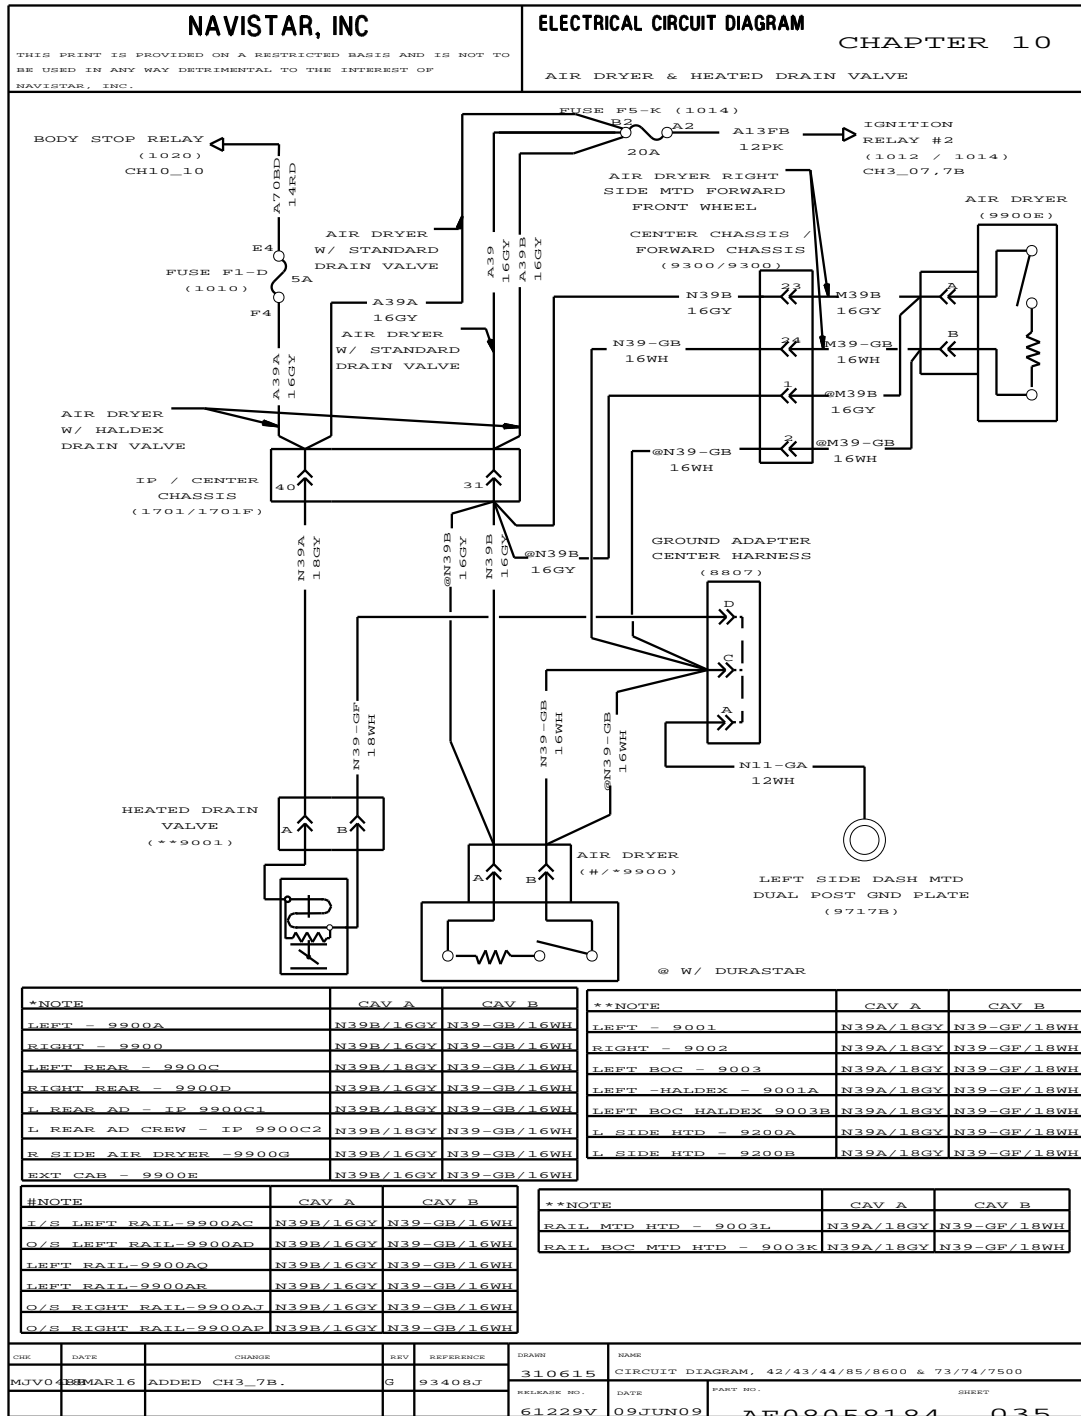 NAVISTAR, INC
THIS PRINT IS PROVIDED ON A RESTRICTED BASIS AND IS NOT TO
BE USED IN ANY WAY DETRIMENTAL TO THE INTEREST OF
NAVISTAR, INC.
ELECTRICAL CIRCUIT DIAGRAM
CHAPTER 10
AIR DRYER & HEATED DRAIN VALVE
FUSE F5-K (1014)
B2
A2
20A
A13FB
12PK
IGNITION
RELAY #2
(1012 / 1014)
CH3_07,7B
BODY STOP RELAY
(1020)
CH10_10
A70BD
14RD
AIR DRYER RIGHT
SIDE MTD FORWARD
FRONT WHEEL
AIR DRYER
(9900E)
AIR DRYER
W/ STANDARD
DRAIN VALVE
A39
16GY
A39B
16GY
CENTER CHASSIS /
FORWARD CHASSIS
(9300/9300)
E4
FUSE F1-D
(1010)
5A
F4
A39A
16GY
N39B
16GY
23
M39B
16GY
A
AIR DRYER
W/ STANDARD
DRAIN VALVE
N39-GB
16WH
24
M39-GB
16WH
B
A39A
16GY
1
@M39B
16GY
AIR DRYER
W/ HALDEX
DRAIN VALVE
2
@M39-GB
16WH
@N39-GB
16WH
IP / CENTER
CHASSIS
(1701/1701F)
40
31
N39A
18GY
@N39B
16GY
N39B
16GY
@N39B
16GY
GROUND ADAPTER
CENTER HARNESS
(8807)
D
C
A
N39-GF
18WH
N39-GB
16WH
@N39-GB
16WH
N11-GA
12WH
HEATED DRAIN
VALVE
(**9001)
A
B
AIR DRYER
(#/*9900)
A
B
LEFT SIDE DASH MTD
DUAL POST GND PLATE
(9717B)
@ W/ DURASTAR
*NOTE CAV A CAV B
LEFT - 9900A N39B/16GY N39-GB/16WH
RIGHT - 9900 N39B/16GY N39-GB/16WH
LEFT REAR - 9900C N39B/18GY N39-GB/16WH
RIGHT REAR - 9900D N39B/16GY N39-GB/16WH
L REAR AD - IP 9900C1 N39B/18GY N39-GB/16WH
L REAR AD CREW - IP 9900C2 N39B/18GY N39-GB/16WH
R SIDE AIR DRYER -9900G N39B/16GY N39-GB/16WH
EXT CAB - 9900E N39B/16GY N39-GB/16WH
**NOTE CAV A CAV B
LEFT - 9001 N39A/18GY N39-GF/18WH
RIGHT - 9002 N39A/18GY N39-GF/18WH
LEFT BOC - 9003 N39A/18GY N39-GF/18WH
LEFT -HALDEX - 9001A N39A/18GY N39-GF/18WH
LEFT BOC HALDEX 9003B N39A/18GY N39-GF/18WH
L SIDE HTD - 9200A N39A/18GY N39-GF/18WH
L SIDE HTD - 9200B N39A/18GY N39-GF/18WH
#NOTE CAV A CAV B
I/S LEFT RAIL-9900AC N39B/16GY N39-GB/16WH
O/S LEFT RAIL-9900AD N39B/16GY N39-GB/16WH
LEFT RAIL-9900AQ N39B/16GY N39-GB/16WH
LEFT RAIL-9900AR N39B/16GY N39-GB/16WH
O/S RIGHT RAIL-9900AJ N39B/16GY N39-GB/16WH
O/S RIGHT RAIL-9900AP N39B/16GY N39-GB/16WH
**NOTE CAV A CAV B
RAIL MTD HTD - 9003L N39A/18GY N39-GF/18WH
RAIL BOC MTD HTD - 9003K N39A/18GY N39-GF/18WH
CHK DATE CHANGE REV REFERENCE
ADDED CH3_7B. G 93408J
DRAWN
310615
NAME
CIRCUIT DIAGRAM, 42/43/44/85/8600 & 73/74/7500
RELEASE NO.
61229V
DATE
09JUN09
PART NO.
AF08058184
SHEET
035